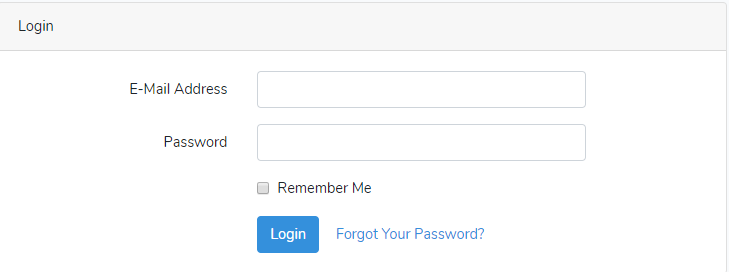 Login
E-Mail Address
Password
Remember Me
Login Forgot Your Password?